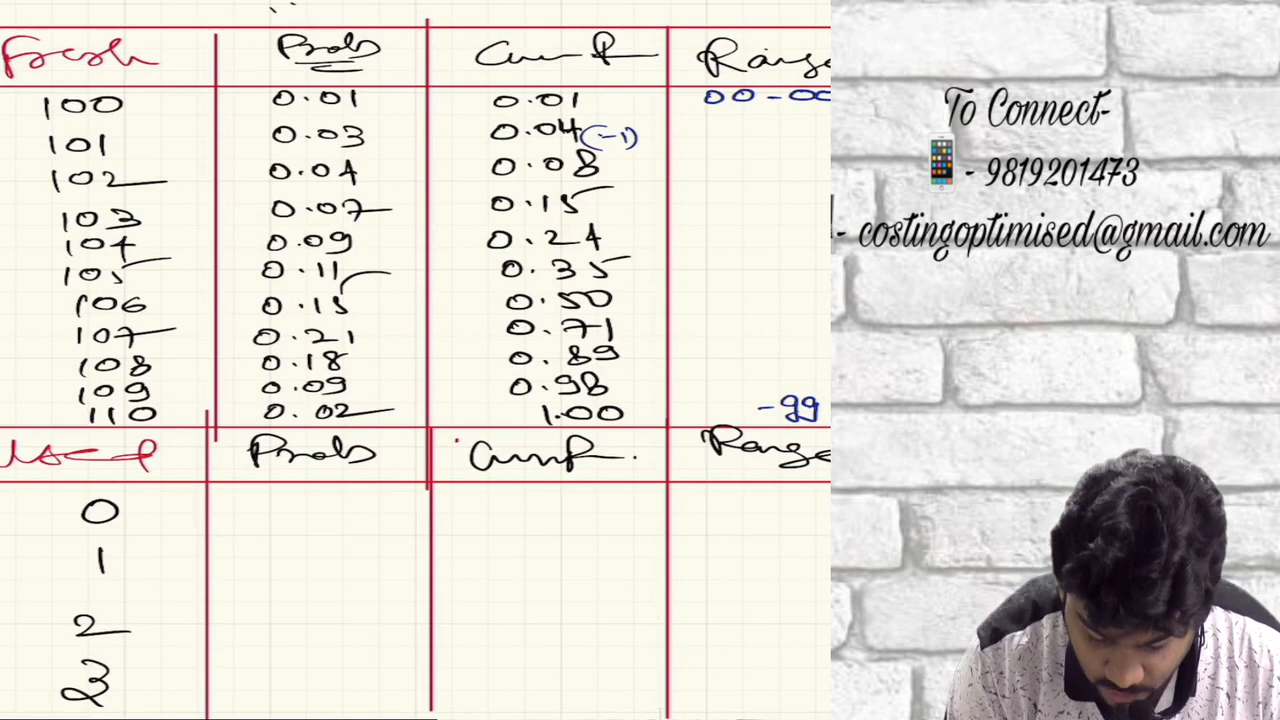 Fresh Prob Cum P Range
100 0.01 0.01 00-00
101 0.03 0.04 (-1)
102 0.04 0.08
103 0.07 0.15
104 0.09 0.24
105 0.11 0.35
106 0.15 0.50
107 0.21 0.71
108 0.18 0.89
109 0.09 0.98
110 0.02 1.00 -99
Used Prob Cum P. Range
0
1
2
3
To Connect-
- 9819201473
- costingoptimised@gmail.com